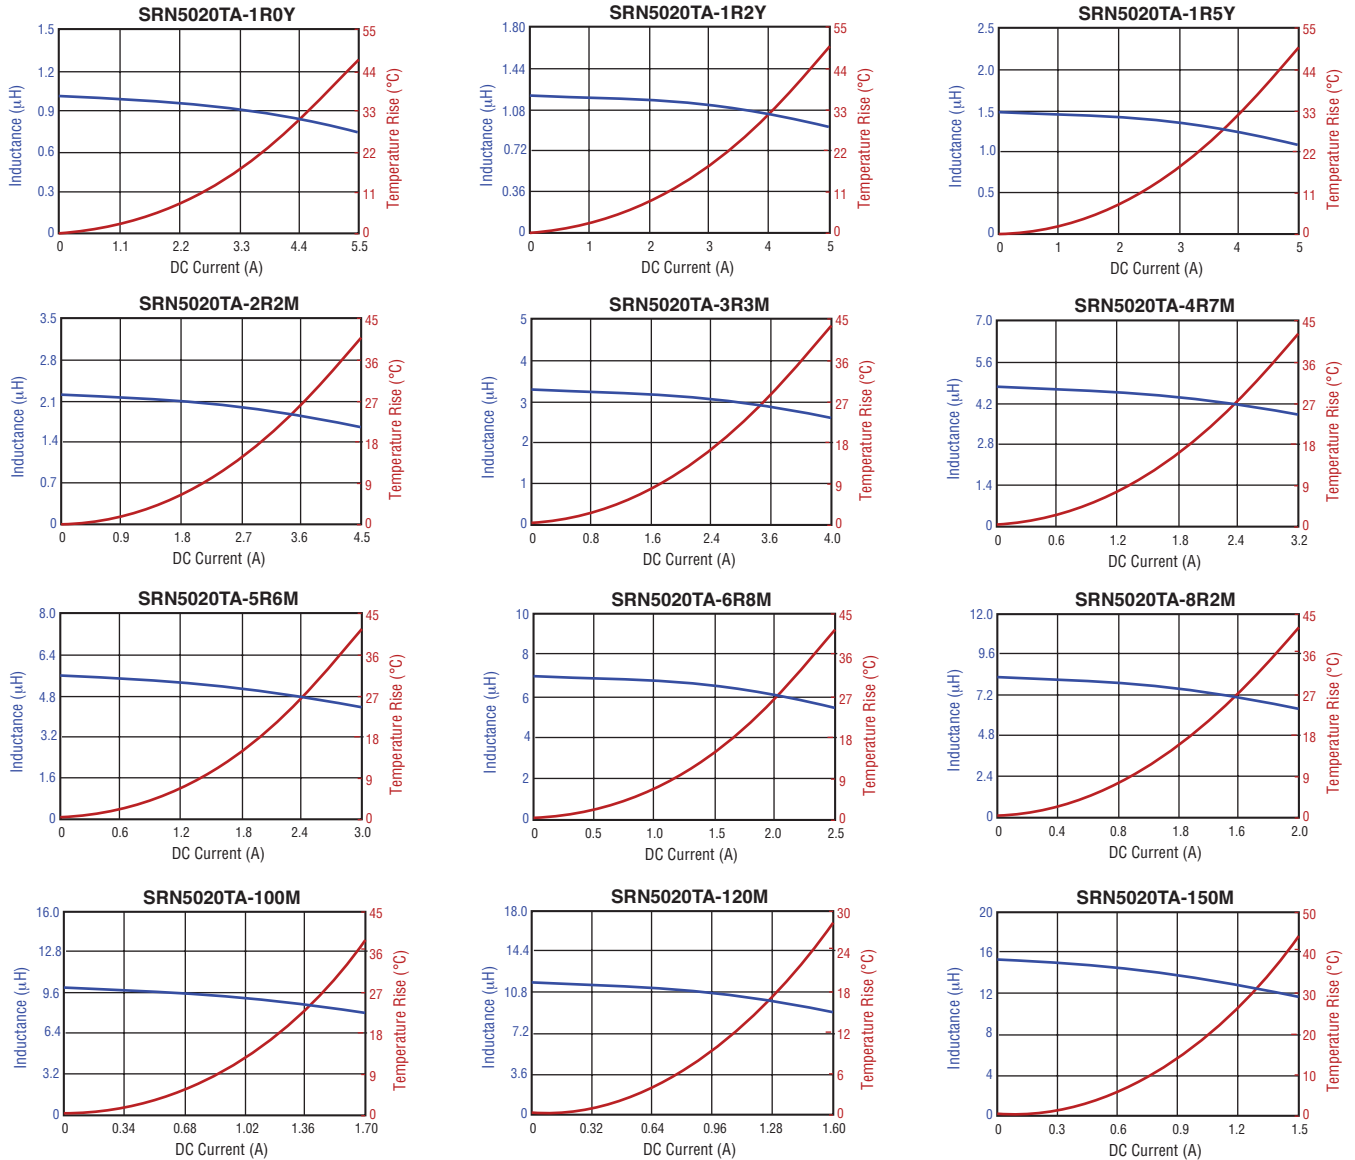 SRN5020TA-1R0Y
Inductance (µH)
1.5
1.2
0.9
0.6
0.3
0
55
44
33
22
11
0
Temperature Rise (°C)
0 1.1 2.2 3.3 4.4 5.5
DC Current (A)
SRN5020TA-1R2Y
Inductance (µH)
1.80
1.44
1.08
0.72
0.36
0
55
44
33
22
11
0
Temperature Rise (°C)
0 1 2 3 4 5
DC Current (A)
SRN5020TA-1R5Y
Inductance (µH)
2.5
2.0
1.5
1.0
0.5
0
55
44
33
22
11
0
Temperature Rise (°C)
0 1 2 3 4 5
DC Current (A)
SRN5020TA-2R2M
Inductance (µH)
3.5
2.8
2.1
1.4
0.7
0
45
36
27
18
9
0
Temperature Rise (°C)
0 0.9 1.8 2.7 3.6 4.5
DC Current (A)
SRN5020TA-3R3M
Inductance (µH)
5
4
3
2
1
0
45
36
27
18
9
0
Temperature Rise (°C)
0 0.8 1.6 2.4 3.6 4.0
DC Current (A)
SRN5020TA-4R7M
Inductance (µH)
7.0
5.6
4.2
2.8
1.4
0
45
36
27
18
9
0
Temperature Rise (°C)
0 0.6 1.2 1.8 2.4 3.2
DC Current (A)
SRN5020TA-5R6M
Inductance (µH)
8.0
6.4
4.8
3.2
1.6
0
45
36
27
18
9
0
Temperature Rise (°C)
0 0.6 1.2 1.8 2.4 3.0
DC Current (A)
SRN5020TA-6R8M
Inductance (µH)
10
8
6
4
2
0
45
36
27
18
9
0
Temperature Rise (°C)
0 0.5 1.0 1.5 2.0 2.5
DC Current (A)
SRN5020TA-8R2M
Inductance (µH)
12.0
9.6
7.2
4.8
2.4
0
45
36
27
18
9
0
Temperature Rise (°C)
0 0.4 0.8 1.8 1.6 2.0
DC Current (A)
SRN5020TA-100M
Inductance (µH)
16.0
12.8
9.6
6.4
3.2
0
45
36
27
18
9
0
Temperature Rise (°C)
0 0.34 0.68 1.02 1.36 1.70
DC Current (A)
SRN5020TA-120M
Inductance (µH)
18.0
14.4
10.8
7.2
3.6
0
30
24
18
12
6
0
Temperature Rise (°C)
0 0.32 0.64 0.96 1.28 1.60
DC Current (A)
SRN5020TA-150M
Inductance (µH)
20
16
12
8
4
0
50
40
30
20
10
0
Temperature Rise (°C)
0 0.3 0.6 0.9 1.2 1.5
DC Current (A)